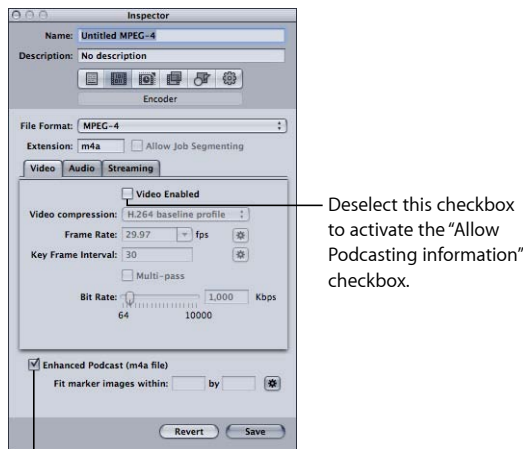 Inspector
Name: Untitled MPEG-4
Description: No description
Encoder
File Format: MPEG-4
Extension: m4a Allow Job Segmenting
Video Audio Streaming
Video Enabled
Video compression: H.264 baseline profile
Frame Rate: 29.97 fps
Key Frame Interval: 30
Multi-pass
Bit Rate: 1,000 Kbps
64 10000
Enhanced Podcast (m4a file)
Fit marker images within: by
Revert Save
Deselect this checkbox
to activate the “Allow
Podcasting information”
checkbox.